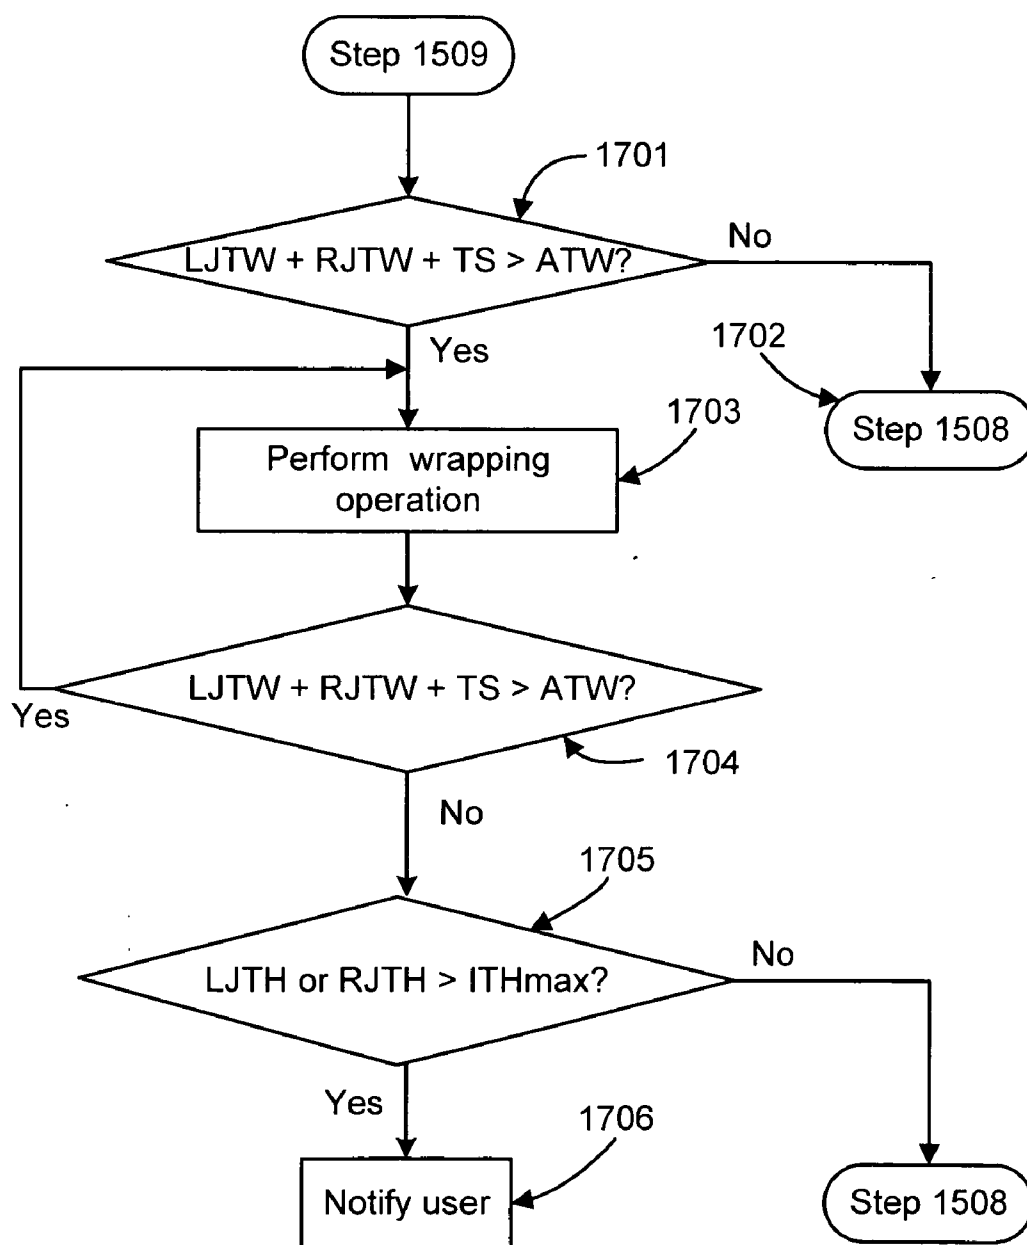 Step 1509
1701
LJTW + RJTW + TS > ATW?
No
Yes
1702
Step 1508
1703
Perform wrapping
operation
LJTW + RJTW + TS > ATW?
Yes
1704
No
1705
LJTH or RJTH > ITHmax?
No
Yes
1706
Notify user
Step 1508